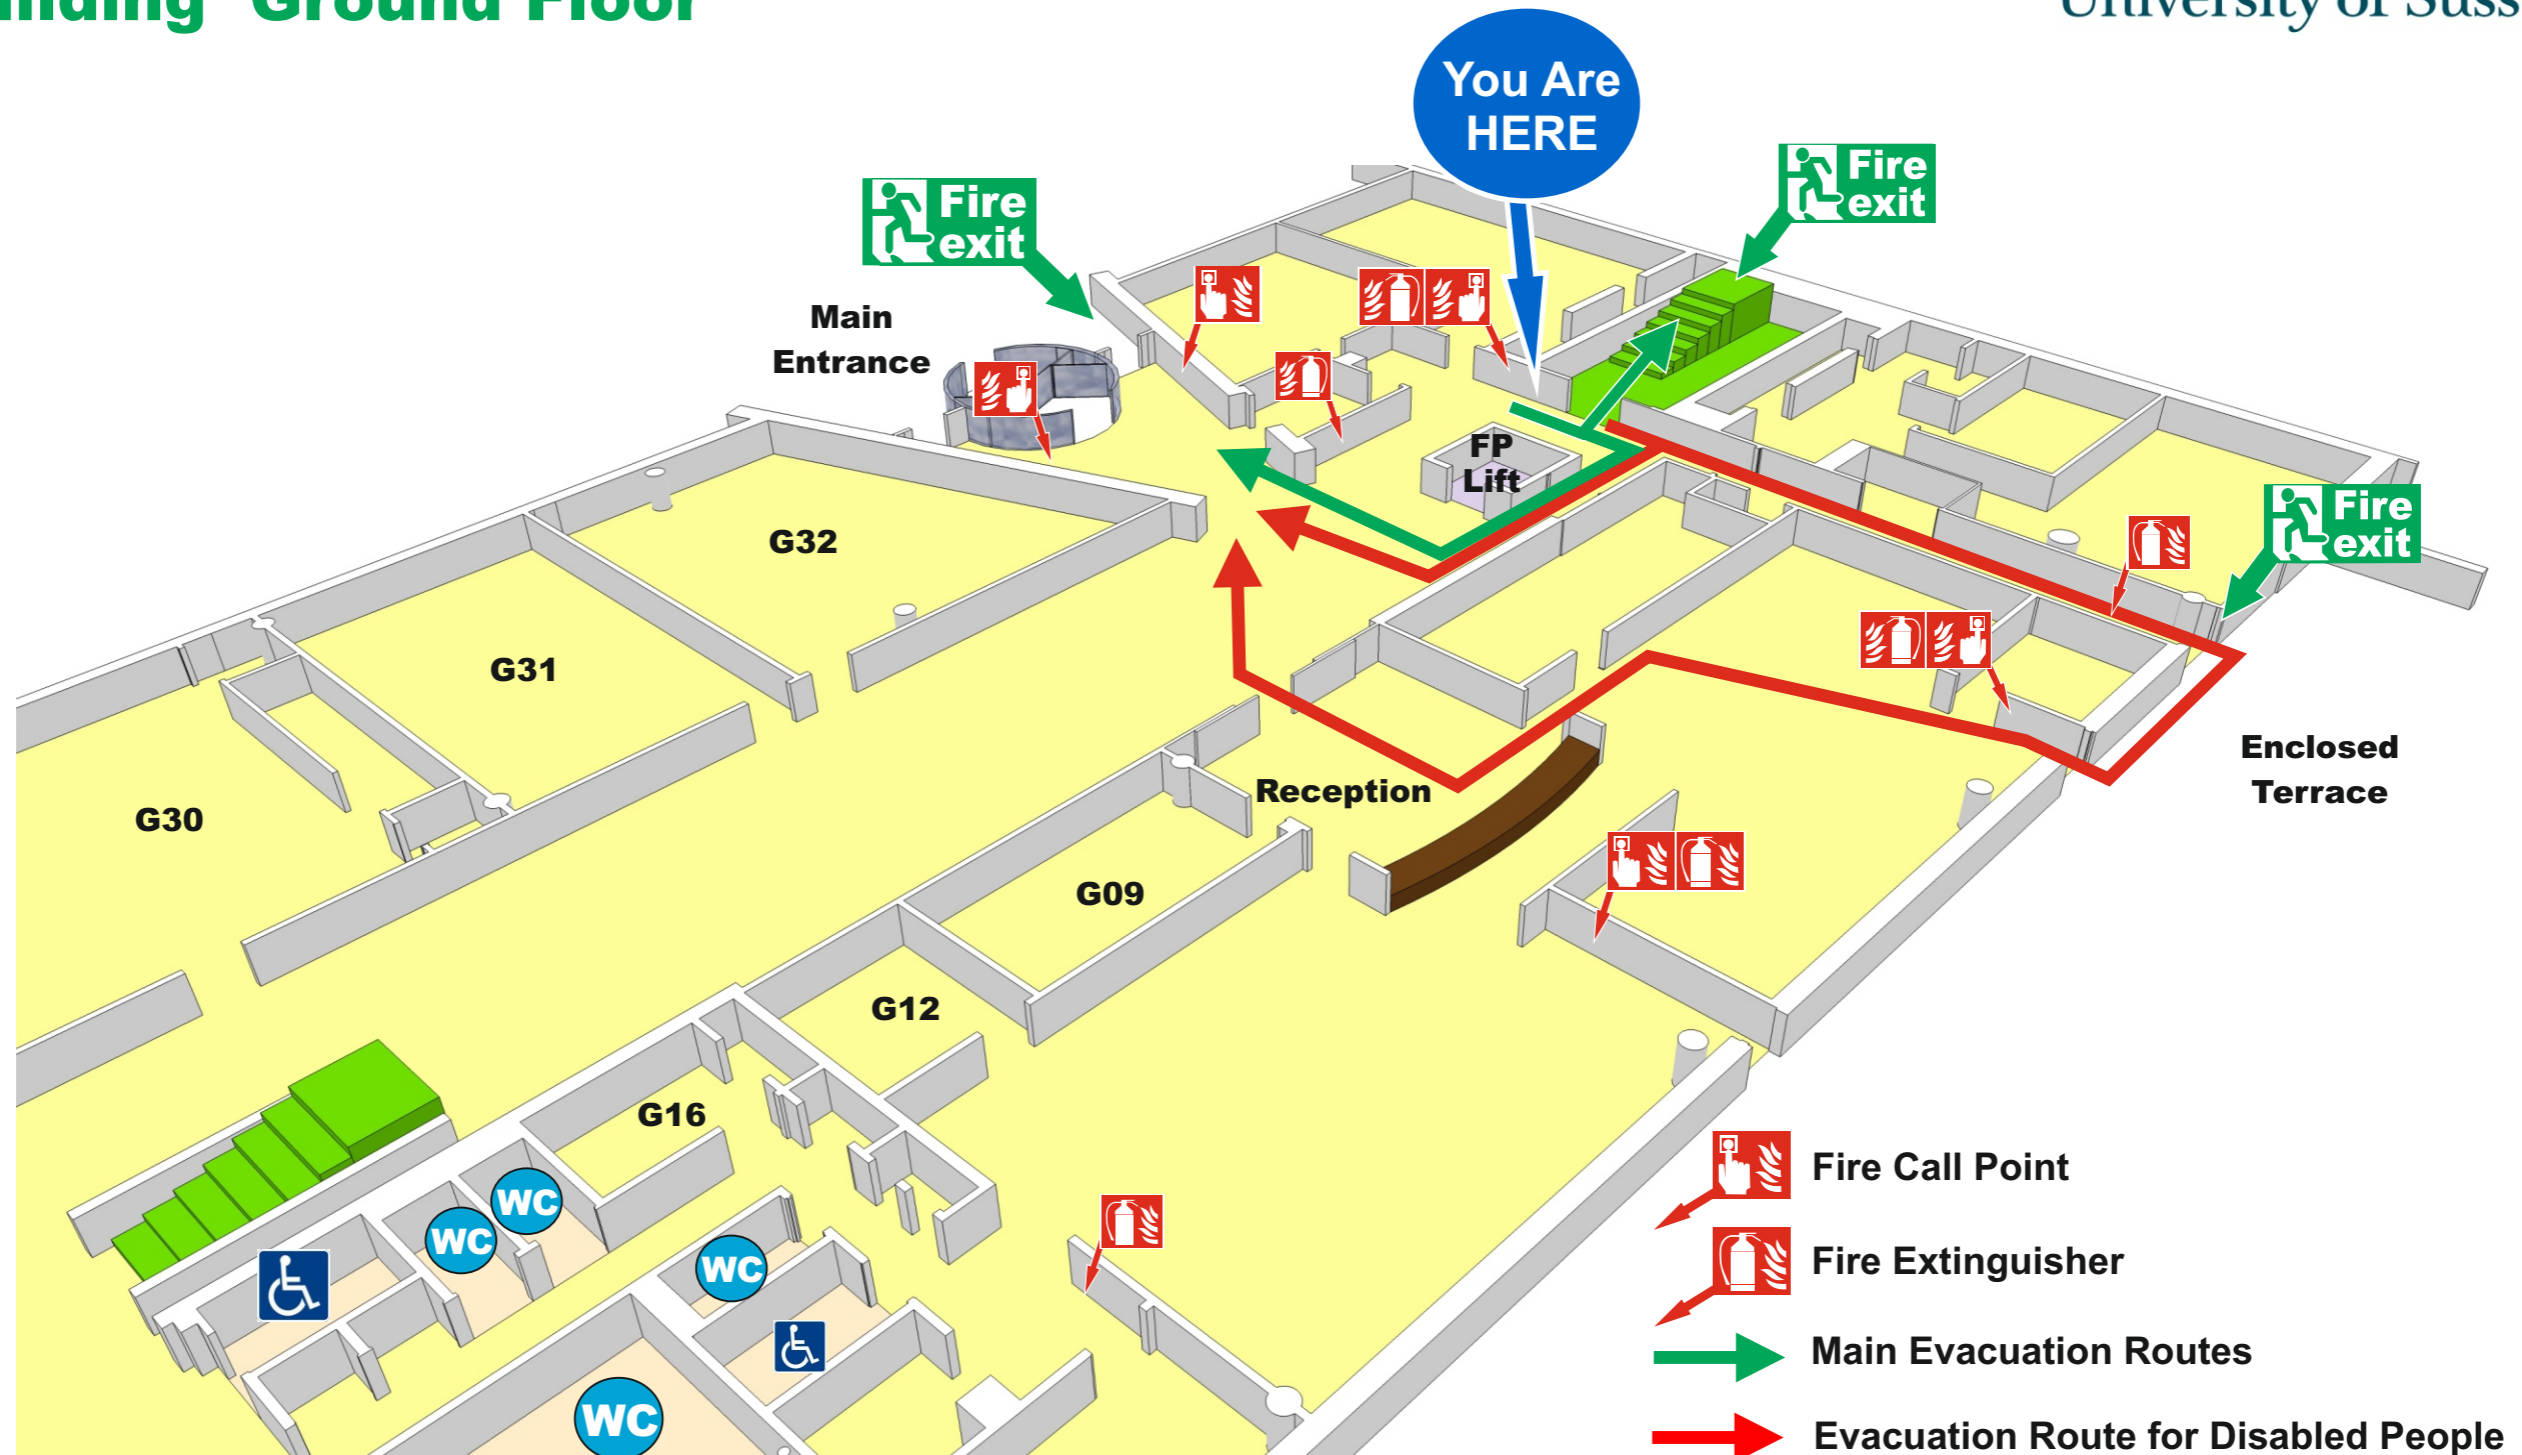 Ground Floor
University of
You Are
HERE
Fire
exit
Fire
exit
Main
Entrance
FP
Lift
Fire
exit
G32
G31
G30
Enclosed
Terrace
Reception
G09
G12
G16
WC
WC
WC
WC
Fire Call Point
Fire Extinguisher
Main Evacuation Routes
Evacuation Route for Disabled People